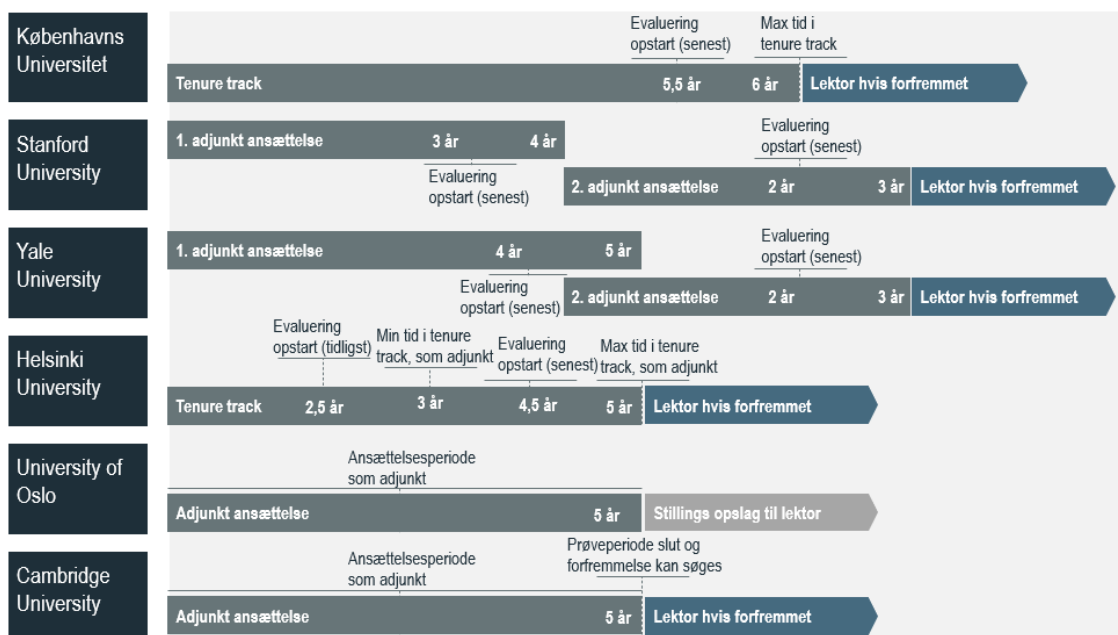 Københavns
Universitet
Evaluering
opstart (senest)
Max tid i
tenure track
Tenure track
5,5 år
6 år
Lektor hvis forfremmet
Stanford
University
1. adjunkt ansættelse
3 år
4 år
Evaluering
opstart (senest)
Evaluering
opstart (senest)
2. adjunkt ansættelse
2 år
3 år
Lektor hvis forfremmet
Yale
University
1. adjunkt ansættelse
4 år
5 år
Evaluering
opstart (senest)
Evaluering
opstart (senest)
2. adjunkt ansættelse
2 år
3 år
Lektor hvis forfremmet
Helsinki
University
Evaluering
opstart (tidligst)
Min tid i tenure
track, som adjunkt
Evaluering
opstart (senest)
Max tid i tenure
track, som adjunkt
Tenure track
2,5 år
3 år
4,5 år
5 år
Lektor hvis forfremmet
University of
Oslo
Ansættelsesperiode
som adjunkt
Adjunkt ansættelse
5 år
Stillings opslag til lektor
Cambridge
University
Ansættelsesperiode
som adjunkt
Prøveperiode slut og
forfremmelse kan søges
Adjunkt ansættelse
5 år
Lektor hvis forfremmet